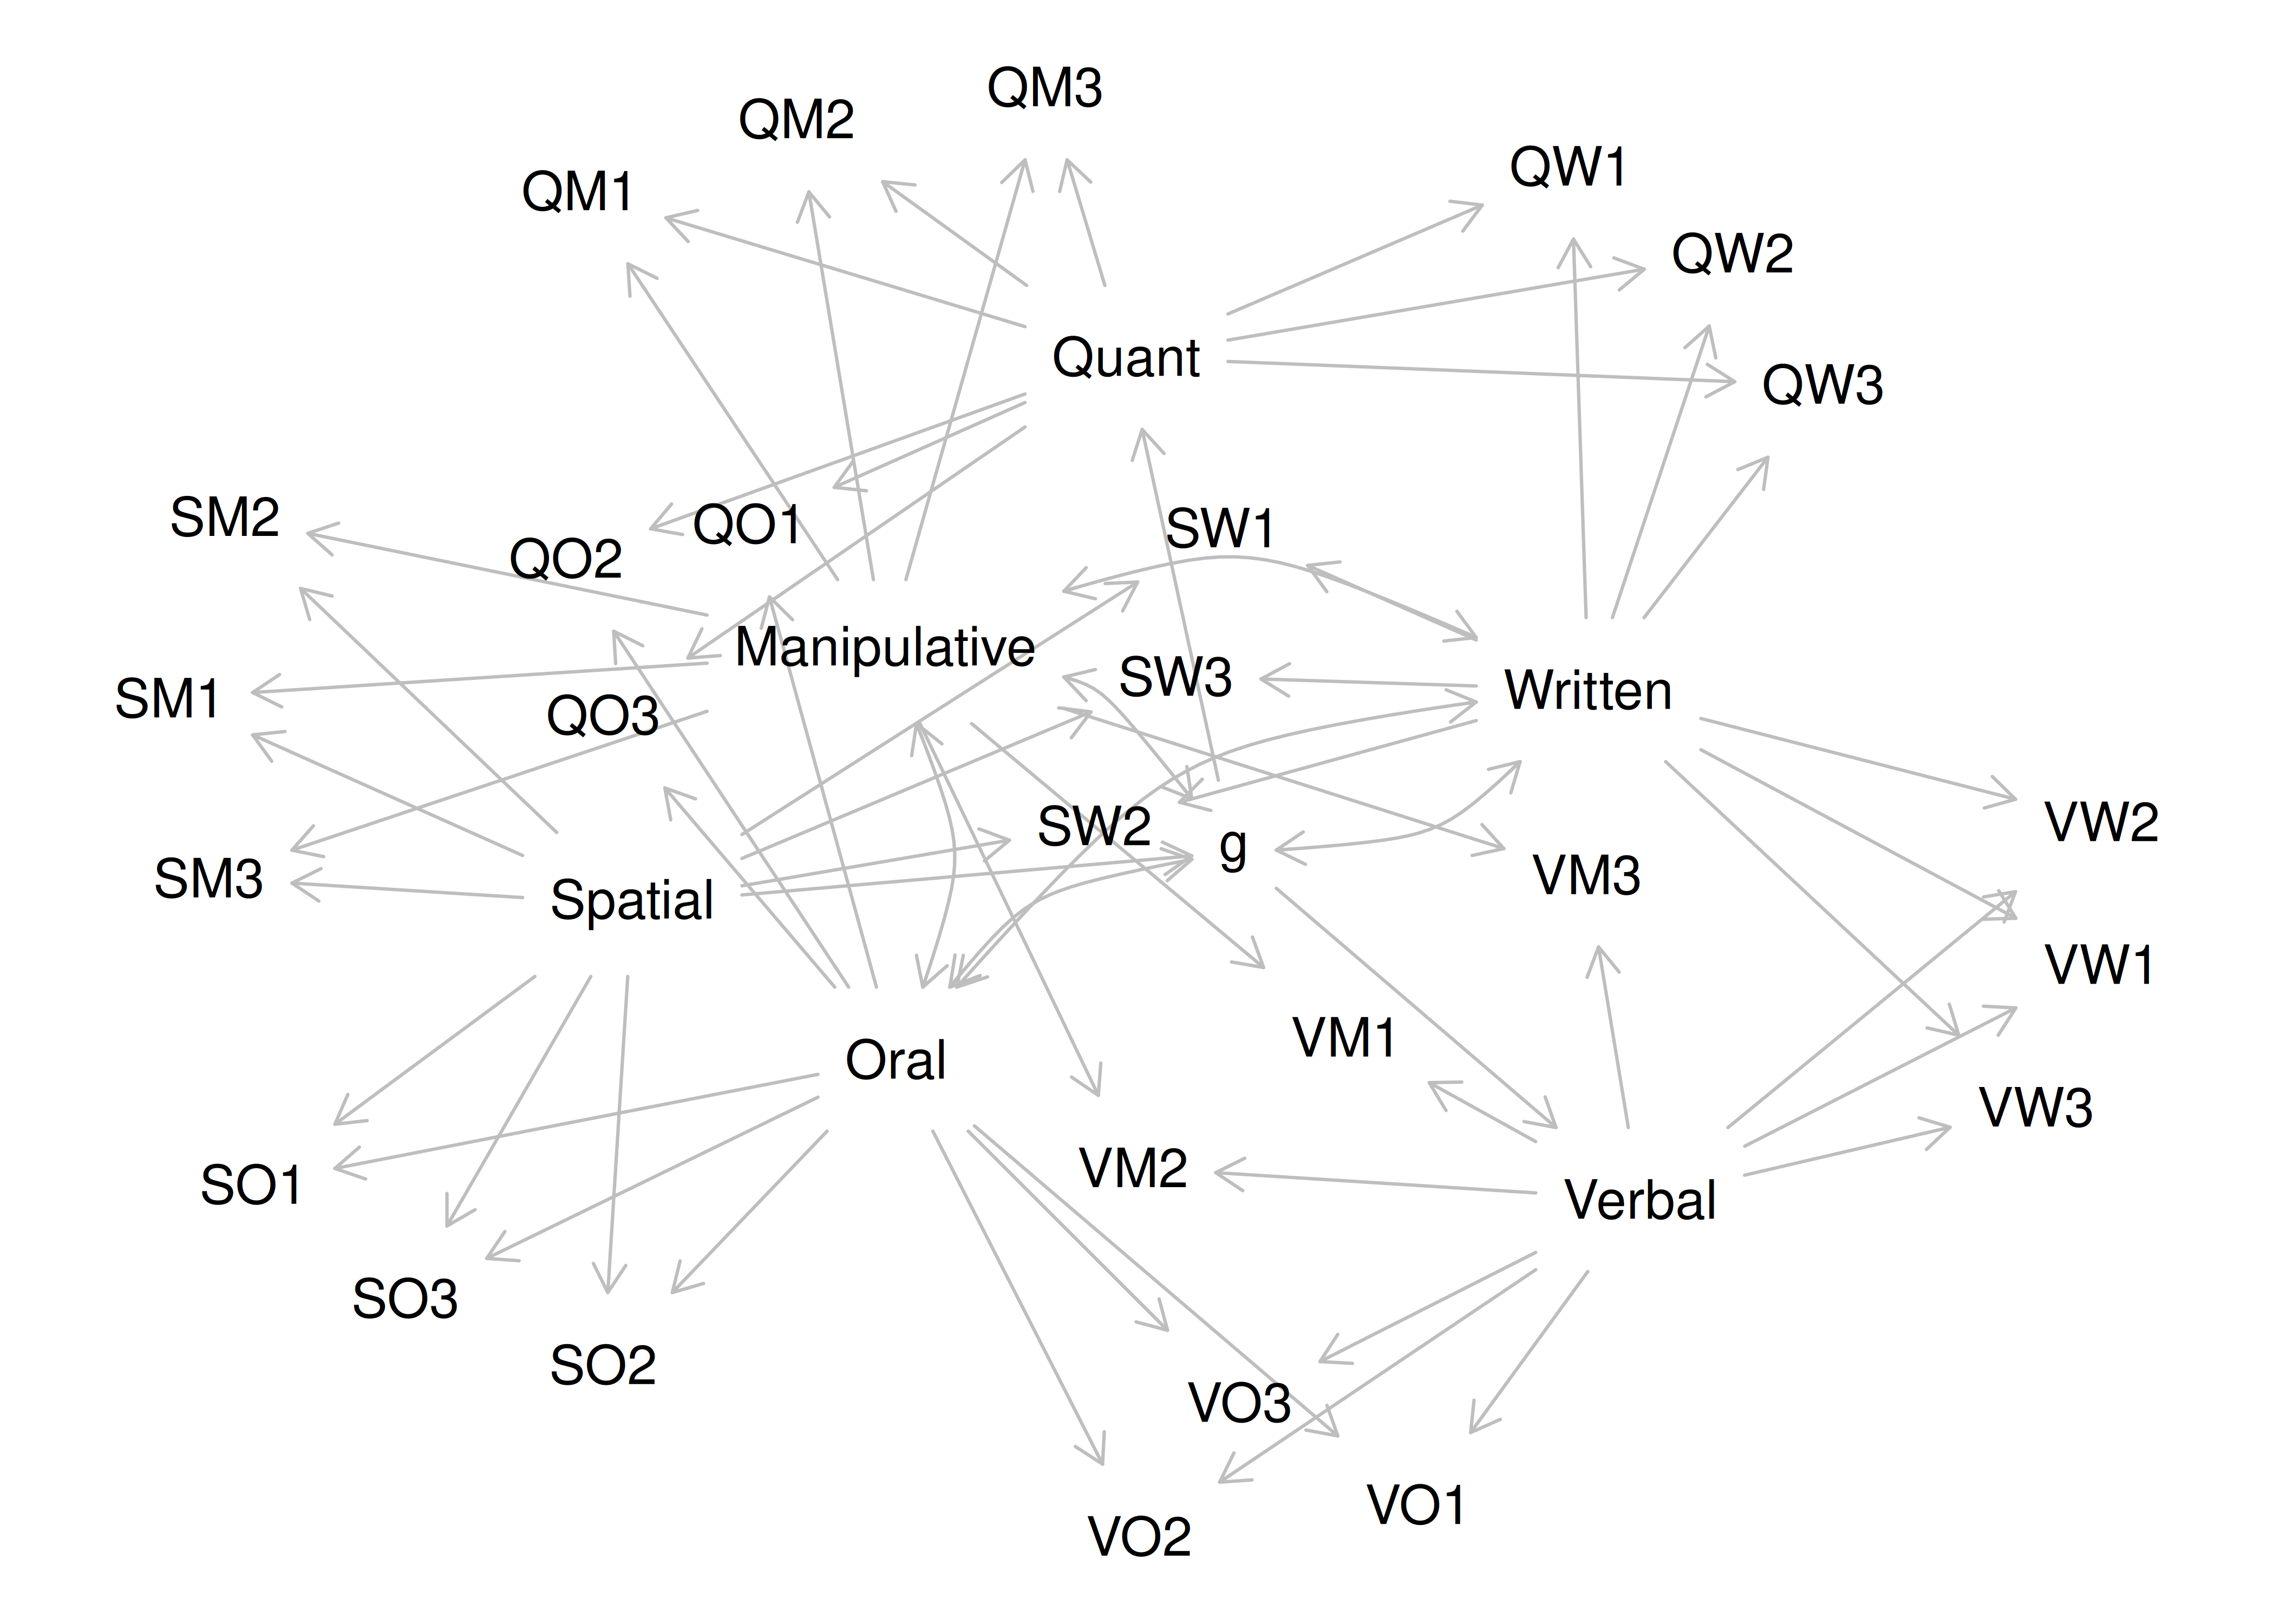 QM3
QM2
QM1
QW1
QW2
Quant
QW3
SM2
QO1
SW1
QO2
Manipulative
SW3
Written
SM1
QO3
SW2
g
VW2
VM3
SM3
Spatial
VW1
VM1
Oral
VW3
VM2
SO1
Verbal
SO3
SO2
VO3
VO1
VO2